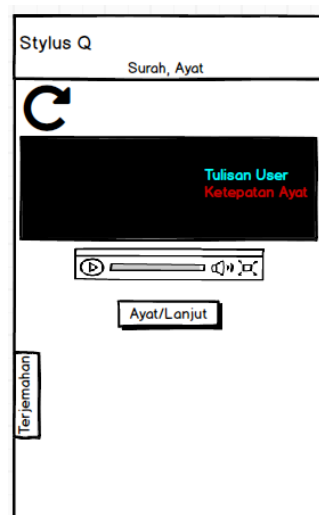 Stylus Q
Surah, Ayat
Tulisan User
Ketepatan Ayat
Ayat/Lanjut
Terjemahan